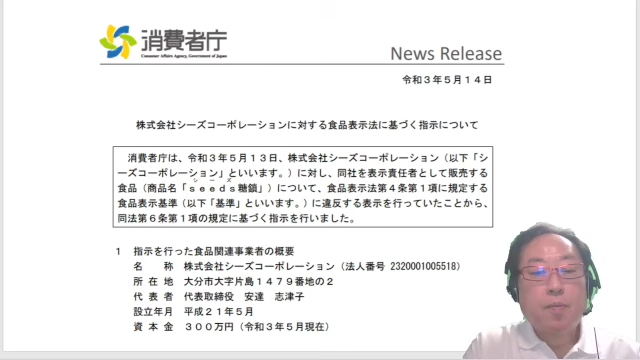 消費者庁
Consumer Affairs Agency, Government of Japan
News Release
令和３年５月１４日
株式会社シーズコーポレーションに対する食品表示法に基づく指示について
消費者庁は、令和３年５月１３日、株式会社シーズコーポレーション（以下「シ
ーズコーポレーション」といいます。）に対し、同社を表示責任者として販売する
シーズ
食品（商品名「ｓｅｅｄｓ糖鎖」）について、食品表示法第４条第１項に規定する
食品表示基準（以下「基準」といいます。）に違反する表示を行っていたことから、
同法第６条第１項の規定に基づく指示を行いました。
１ 指示を行った食品関連事業者の概要
名 称 株式会社シーズコーポレーション（法人番号 2320001005518）
所 在 地 大分市大字片島１４７９番地の２
代 表 者 代表取締役 安達 志津子
設立年月 平成２１年５月
資 本 金 ３００万円（令和３年５月現在）